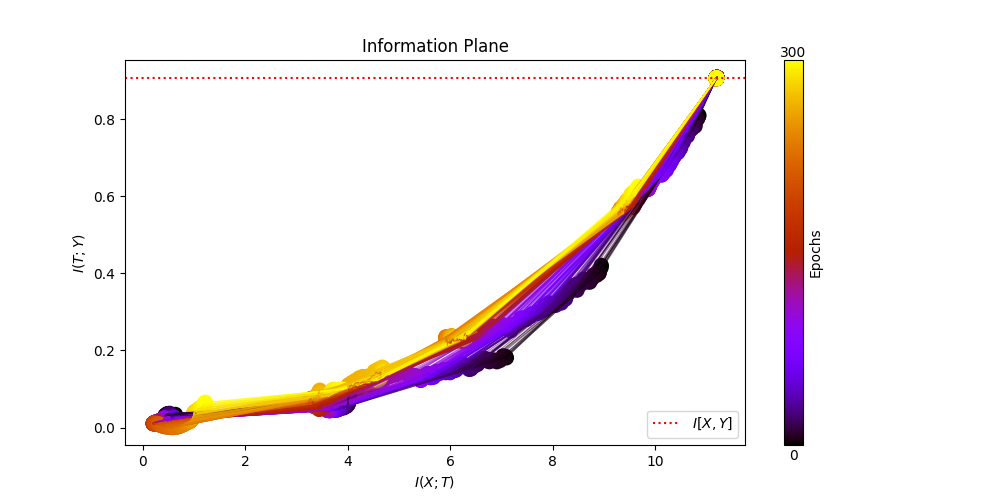 Information Plane
300
0.8
0.6
0.4
0.2
0.0
I(T; Y)
Epochs
I[X, Y]
0
0 2 4 6 8 10
I(X; T)